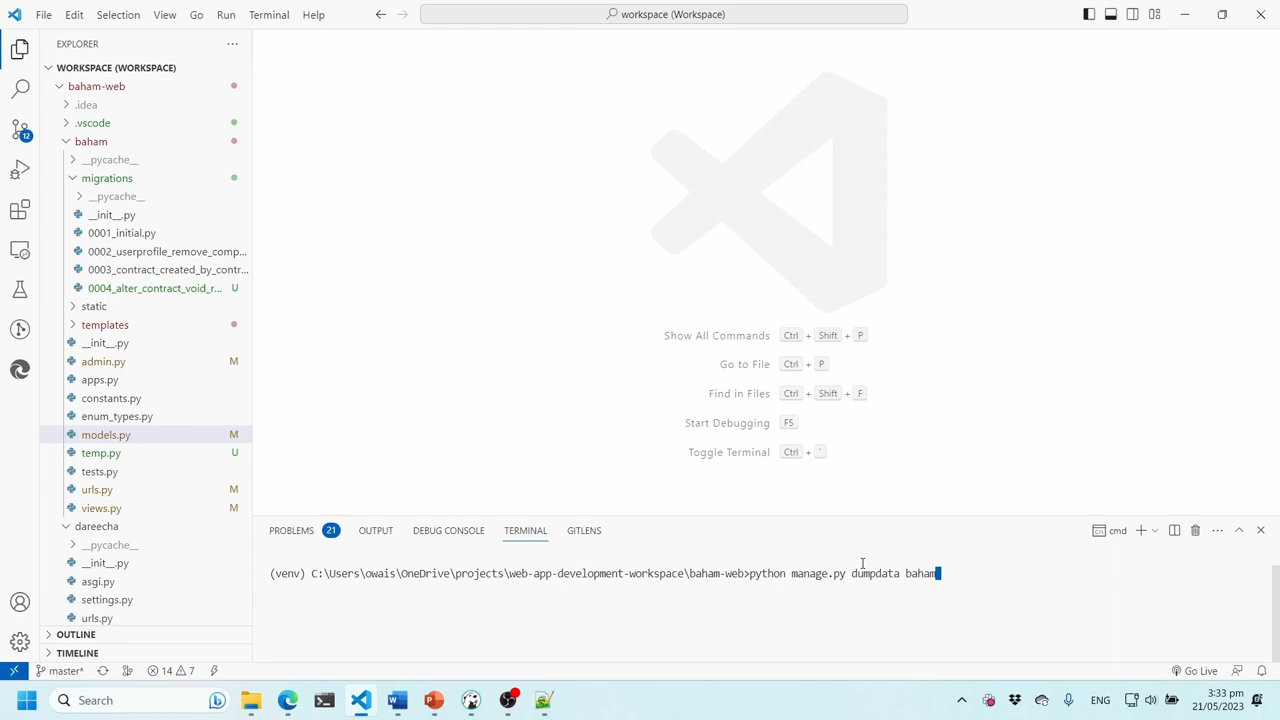 File Edit Selection View Go Run Terminal Help
workspace (Workspace)
EXPLORER
WORKSPACE (WORKSPACE)
baham-web
.idea
.vscode
baham
__pycache__
migrations
__pycache__
__init__.py
0001_initial.py
0002_userprofile_remove_comp...
0003_contract_created_by_contr...
0004_alter_contract_void_r... U
static
templates
__init__.py
admin.py M
apps.py
constants.py
enum_types.py
models.py M
temp.py U
tests.py
urls.py M
views.py M
dareecha
__pycache__
__init__.py
asgi.py
settings.py
urls.py
OUTLINE
TIMELINE
12
Show All Commands Ctrl + Shift + P
Go to File Ctrl + P
Find in Files Ctrl + Shift + F
Start Debugging F5
Toggle Terminal Ctrl + `
PROBLEMS 21 OUTPUT DEBUG CONSOLE TERMINAL GITLENS
cmd
(venv) C:\Users\owais\OneDrive\projects\web-app-development-workspace\baham-web>python manage.py dumpdata baham
master* 14 7
Go Live
Search
ENG
3:33 pm
21/05/2023